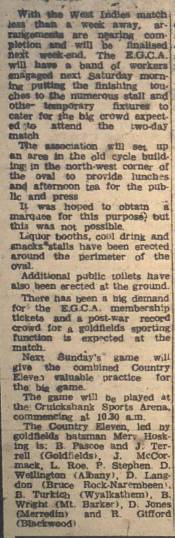 With the West Indies match
less than a week away, ar-
rangements are nearing com-
pletion and will be finalised
next week-end. The E.G.C.A.
will have a band of workers
engaged next Saturday morn-
ing putting the finishing tou-
ches to the numerous stall and
other temporary fixtures to
cater for the big crowd expect-
ed to attend the two-day
match
The association will set up
an area in the old cycle build-
ing in the north-west corner of
the oval to provide lunches
and afternoon tea for the pub-
lic and press
It was hoped to obtain a
marquee for this purpose, but
this was not possible.
Liquor booths, cool drink and
snacks stalls have been erected
around the perimeter of the
oval.
Additional public toilets have
also been erected at the ground.
There has been a big demand
for the E.G.C.A. membership
tickets and a post-war record
crowd for a goldfields sporting
function is expected at the
match.
Next Sunday's game will
give the combined Country
Eleven valuable practice for
the big game.
The game will be played at
the Cruickshank Sports Arena,
commencing at 10.30 a.m.
The Country Eleven, led by
goldfields batsman Merv Hosk-
ing is: B. Pascoe and J. Ter-
rell (Goldfields), J. McCor-
mack, L. Roe, P. Stephen, D.
Wellington (Albany), D. Lang-
don (Bruce Rock-Narembeen),
B. Turkich (Wyalkathem), B.
Wright (Mt. Barker), D. Jones
(Merredin) and R. Gifford
(Blackwood)